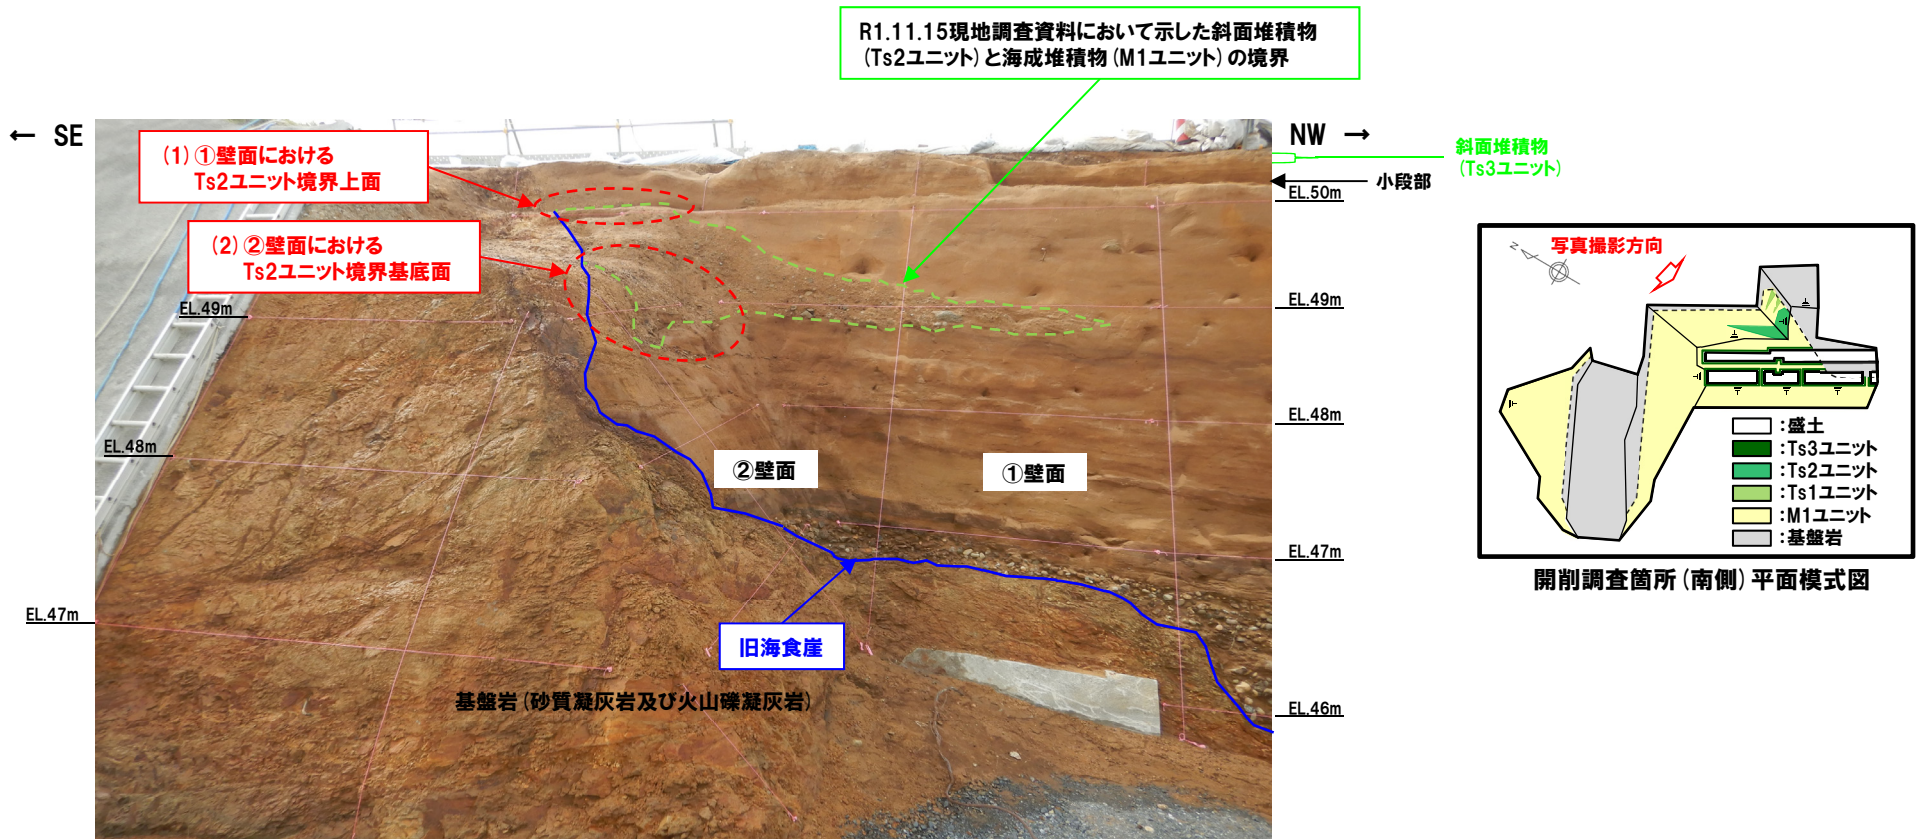 R1.11.15現地調査資料において示した斜面堆積物
(Ts2ユニット)と海成堆積物(M1ユニット)の境界
← SE
NW →
(1)①壁面における
Ts2ユニット境界上面
斜面堆積物
(Ts3ユニット)
小段部
EL.50m
(2)②壁面における
Ts2ユニット境界基底面
EL.49m
EL.49m
EL.48m
EL.48m
②壁面
①壁面
EL.47m
EL.47m
旧海食崖
基盤岩(砂質凝灰岩及び火山礫凝灰岩)
EL.46m
N
写真撮影方向
:盛土
:Ts3ユニット
:Ts2ユニット
:Ts1ユニット
:M1ユニット
:基盤岩
開削調査箇所(南側)平面模式図